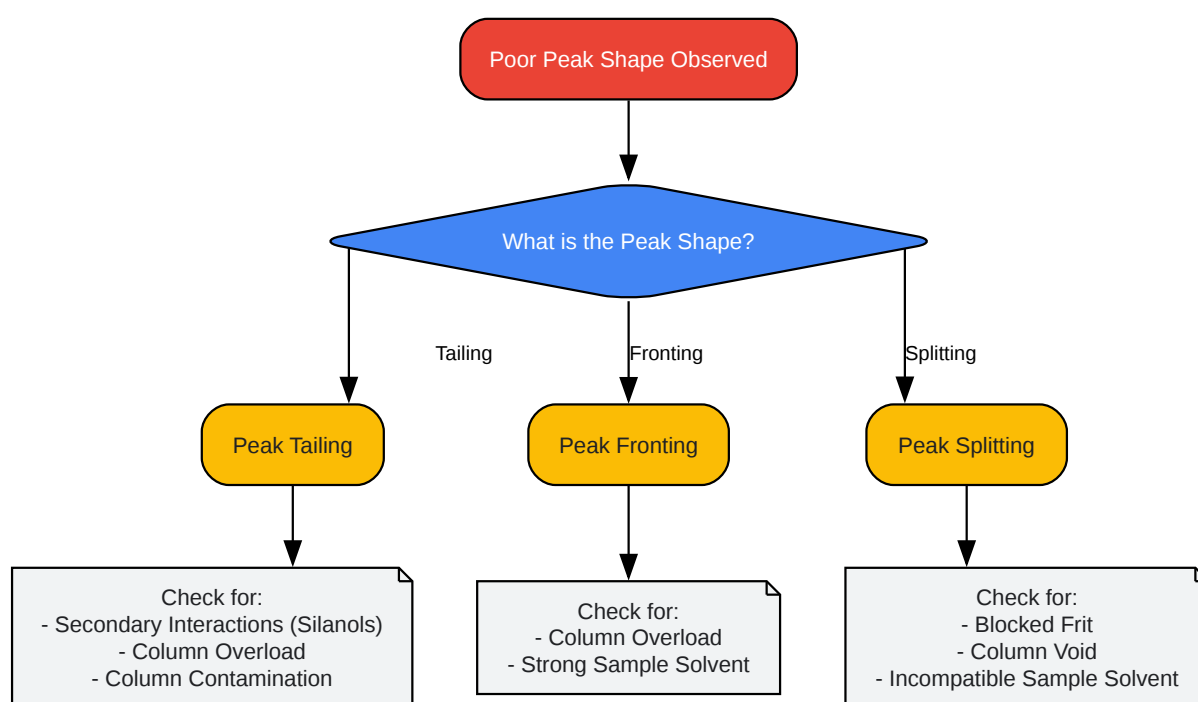 Poor Peak Shape Observed
What is the Peak Shape?
Tailing
Fronting
Splitting
Peak Tailing
Peak Fronting
Peak Splitting
Check for:
- Secondary Interactions (Silanols)
- Column Overload
- Column Contamination
Check for:
- Column Overload
- Strong Sample Solvent
Check for:
- Blocked Frit
- Column Void
- Incompatible Sample Solvent